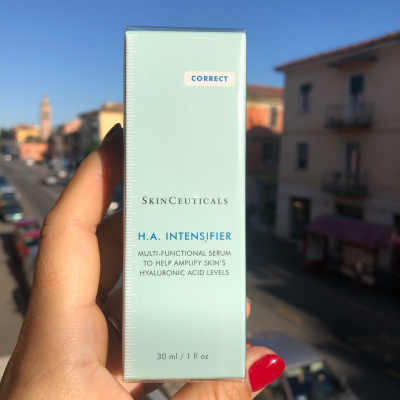 CORRECT
SKINCEUTICALS
H.A. INTENSIFIER
MULTI-FUNCTIONAL SERUM
TO HELP AMPLIFY SKIN'S
HYALURONIC ACID LEVELS
30 ml / 1 fl oz